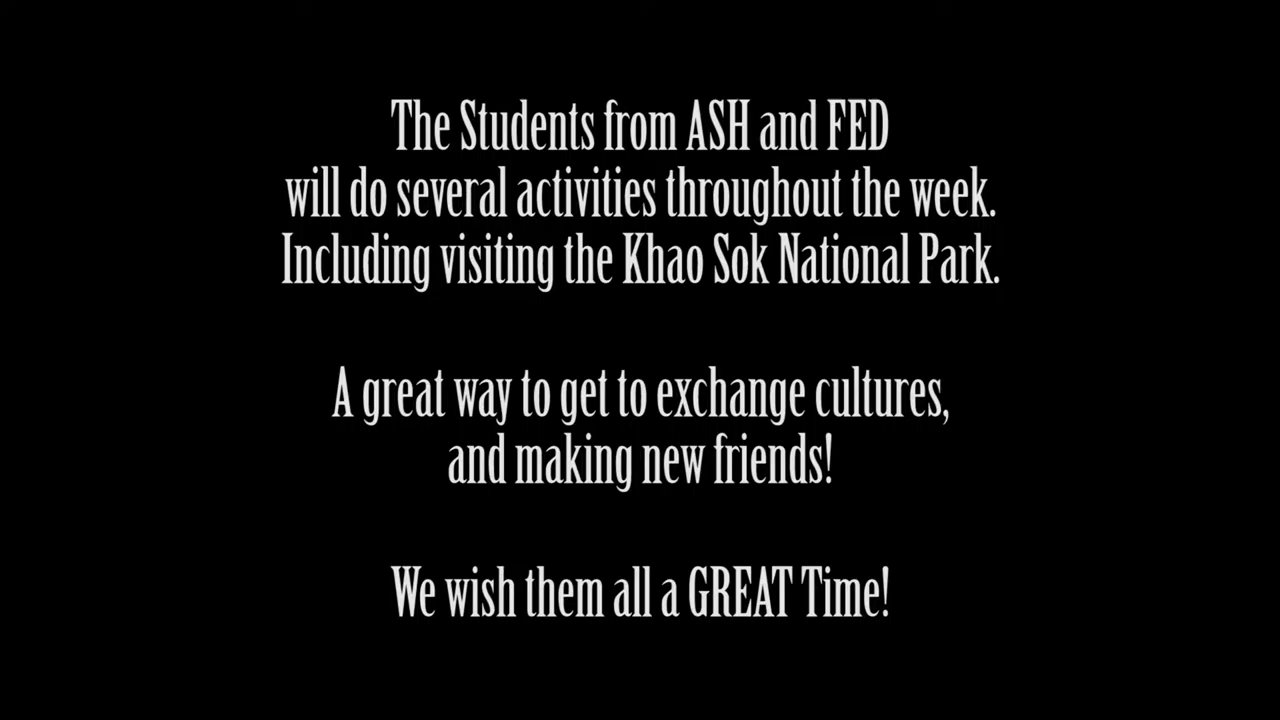 The Students from ASH and FED
will do several activities throughout the week.
Including visiting the Khao Sok National Park.
A great way to get to exchange cultures,
and making new friends!
We wish them all a GREAT Time!